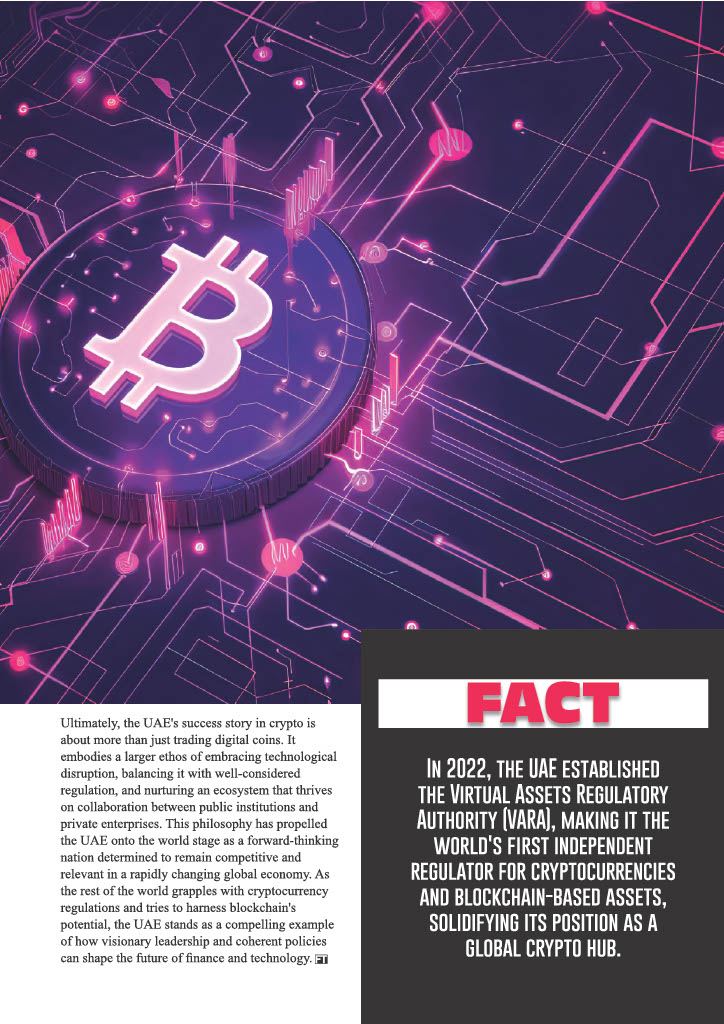 Ultimately, the UAE's success story in crypto is
about more than just trading digital coins. It
embodies a larger ethos of embracing technological
disruption, balancing it with well-considered
regulation, and nurturing an ecosystem that thrives
on collaboration between public institutions and
private enterprises. This philosophy has propelled
the UAE onto the world stage as a forward-thinking
nation determined to remain competitive and
relevant in a rapidly changing global economy. As
the rest of the world grapples with cryptocurrency
regulations and tries to harness blockchain's
potential, the UAE stands as a compelling example
of how visionary leadership and coherent policies
can shape the future of finance and technology.
FACT
IN 2022, THE UAE ESTABLISHED
THE VIRTUAL ASSETS REGULATORY
AUTHORITY (VARA), MAKING IT THE
WORLD'S FIRST INDEPENDENT
REGULATOR FOR CRYPTOCURRENCIES
AND BLOCKCHAIN-BASED ASSETS,
SOLIDIFYING ITS POSITION AS A
GLOBAL CRYPTO HUB.